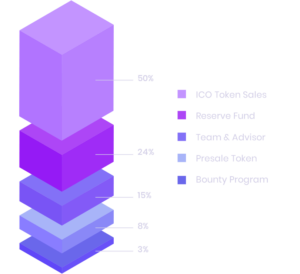 50%
24%
15%
8%
3%
ICO Token Sales
Reserve Fund
Team & Advisor
Presale Token
Bounty Program